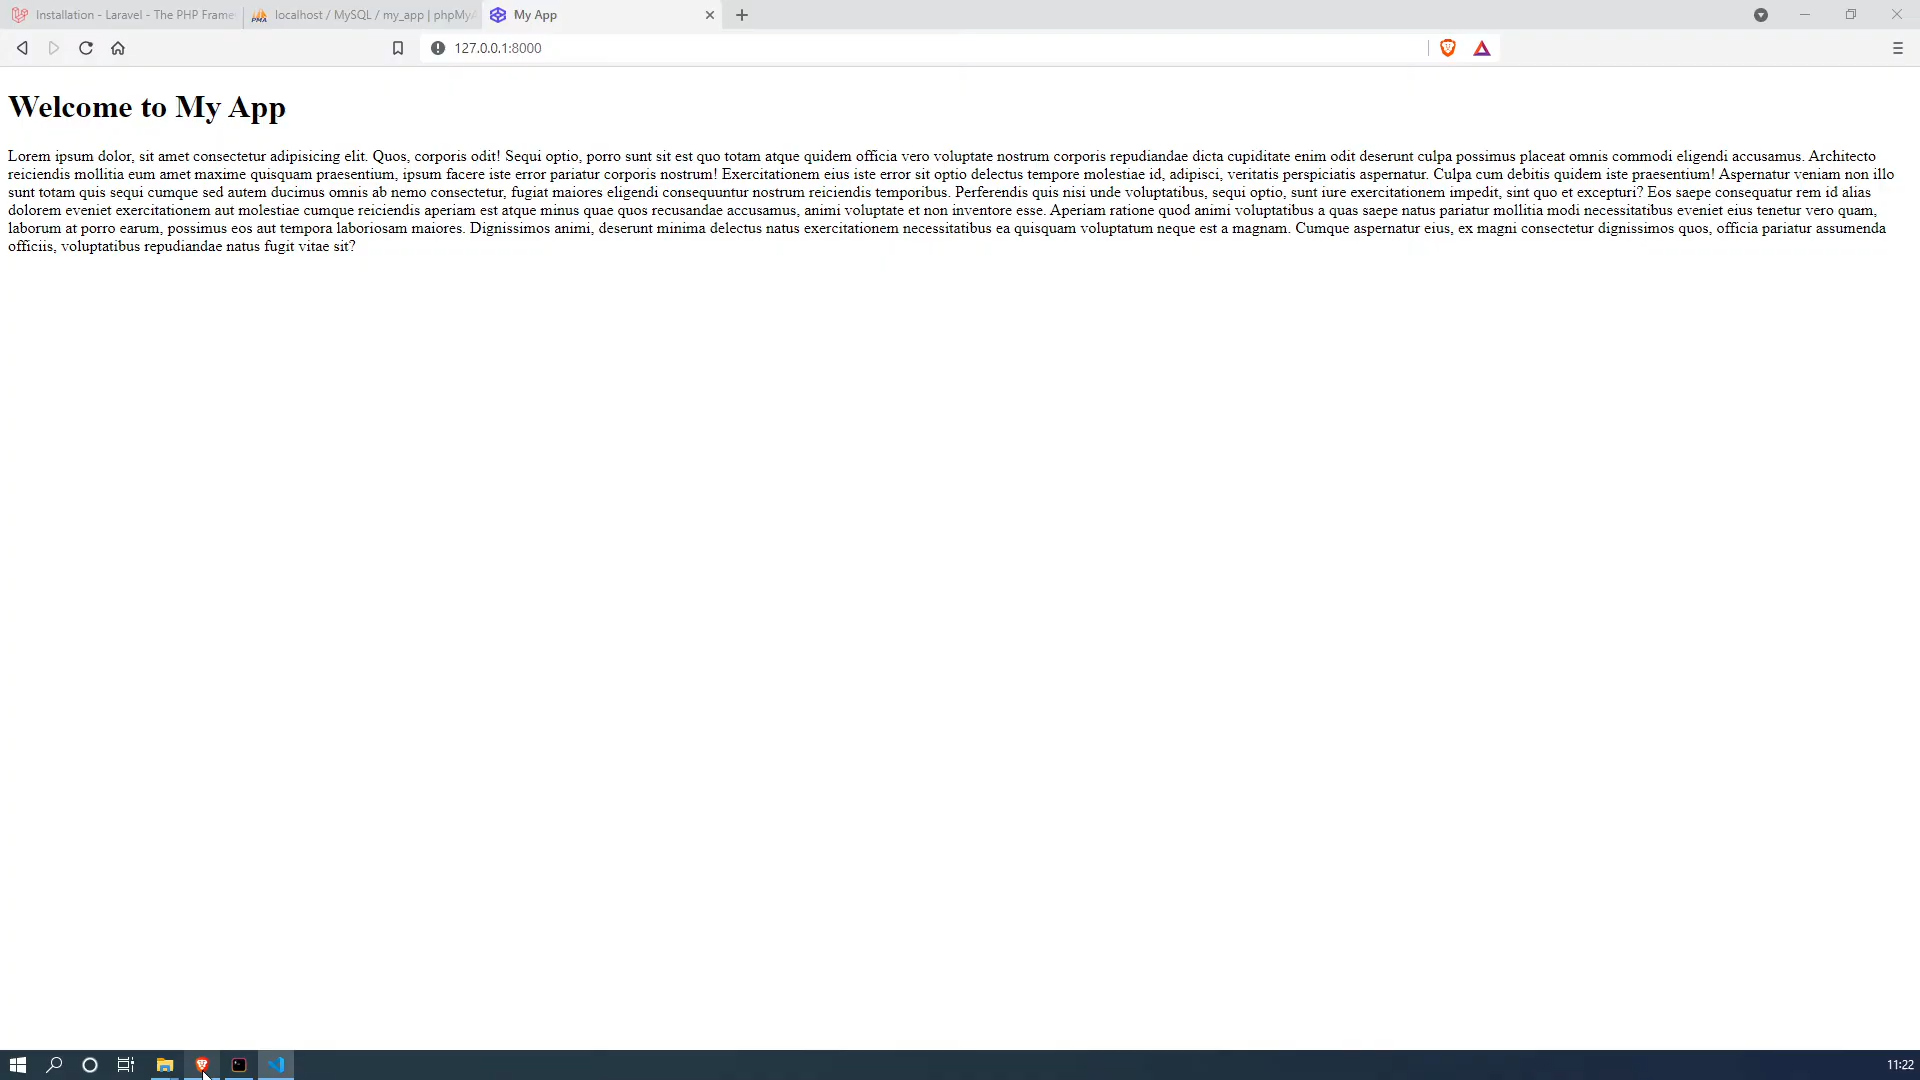 Installation - Laravel - The PHP Frame
localhost / MySQL / my_app | phpMyA
My App
127.0.0.1:8000
Welcome to My App
Lorem ipsum dolor, sit amet consectetur adipisicing elit. Quos, corporis odit! Sequi optio, porro sunt sit est quo totam atque quidem officia vero voluptate nostrum corporis repudiandae dicta cupiditate enim odit deserunt culpa possimus placeat omnis commodi eligendi accusamus. Architecto
reiciendis mollitia eum amet maxime quisquam praesentium, ipsum facere iste error pariatur corporis nostrum! Exercitationem eius iste error sit optio delectus tempore molestiae id, adipisci, veritatis perspiciatis aspernatur. Culpa cum debitis quidem iste praesentium! Aspernatur veniam non illo
sunt totam quis sequi cumque sed autem ducimus omnis ab nemo consectetur, fugiat maiores eligendi consequuntur nostrum reiciendis temporibus. Perferendis quis nisi unde voluptatibus, sequi optio, sunt iure exercitationem impedit, sint quo et excepturi? Eos saepe consequatur rem id alias
dolorem eveniet exercitationem aut molestiae cumque reiciendis aperiam est atque minus quae quos recusandae accusamus, animi voluptate et non inventore esse. Aperiam ratione quod animi voluptatibus a quas saepe natus pariatur mollitia modi necessitatibus eveniet eius tenetur vero quam,
laborum at porro earum, possimus eos aut tempora laboriosam maiores. Dignissimos animi, deserunt minima delectus natus exercitationem necessitatibus ea quisquam voluptatum neque est a magnam. Cumque aspernatur eius, ex magni consectetur dignissimos quos, officia pariatur assumenda
officiis, voluptatibus repudiandae natus fugit vitae sit?
11:22